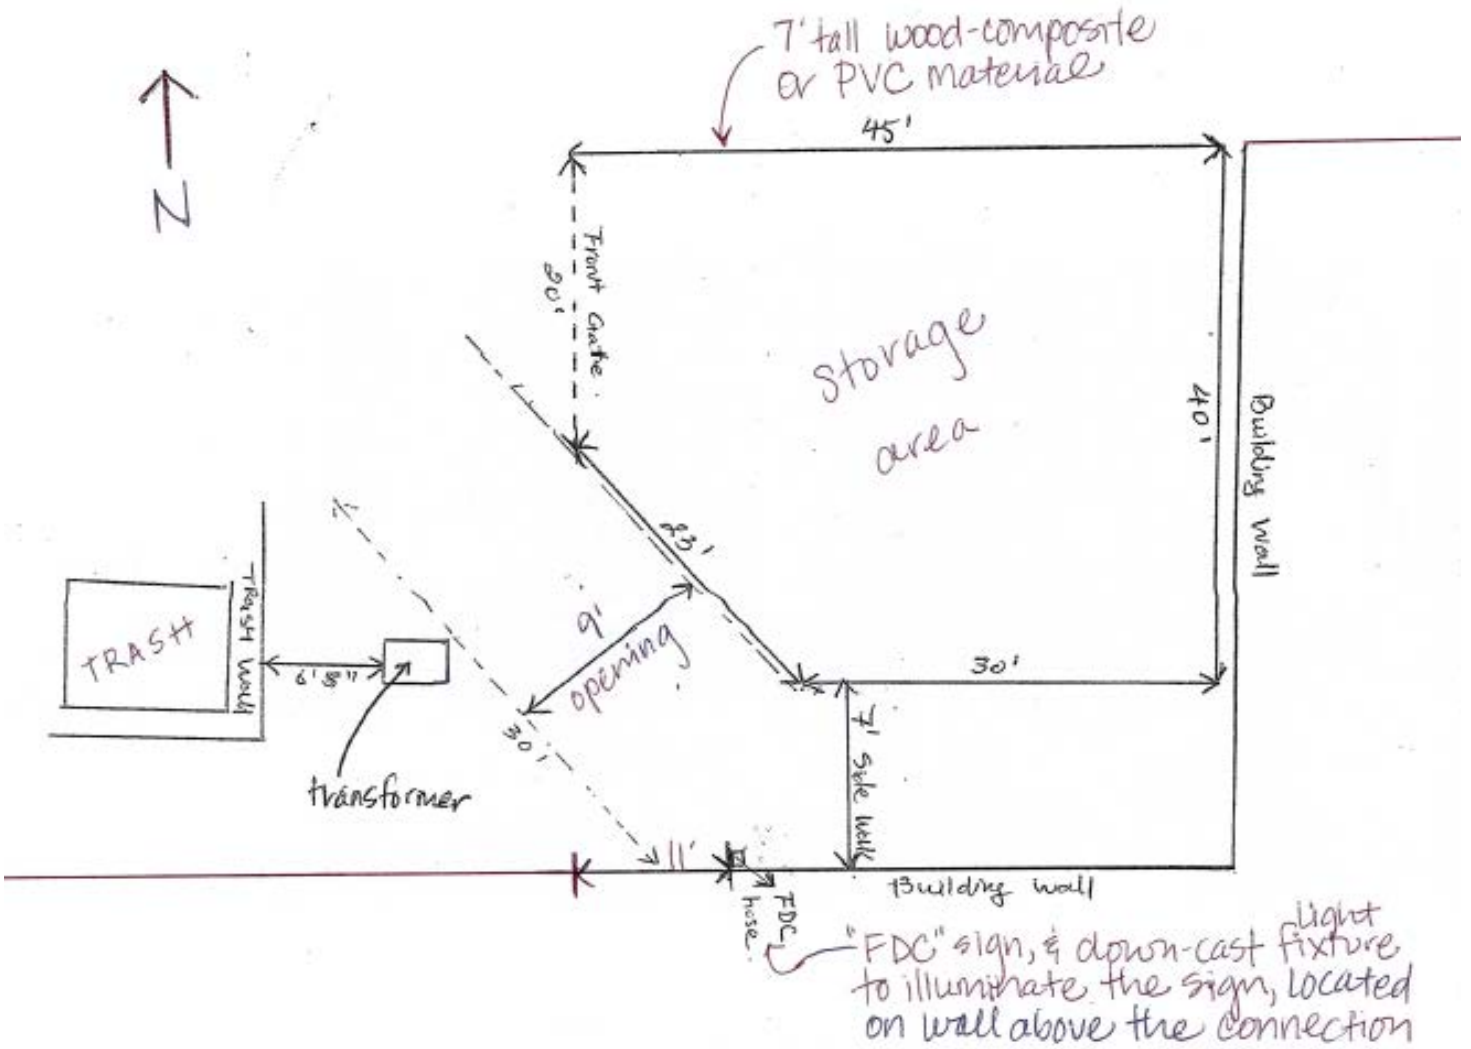 7' tall wood-composite
or PVC material
45'
N
Front Gate
20'
Storage
area
40'
Building Wall
23'
9'
opening
30'
TRASH
TRASH Wall
6'
transformer
30'
7' Side Walk
11'
Building wall
FDC
hose
"FDC" sign, & down-cast Light fixture
to illuminate the sign, located
on wall above the connection